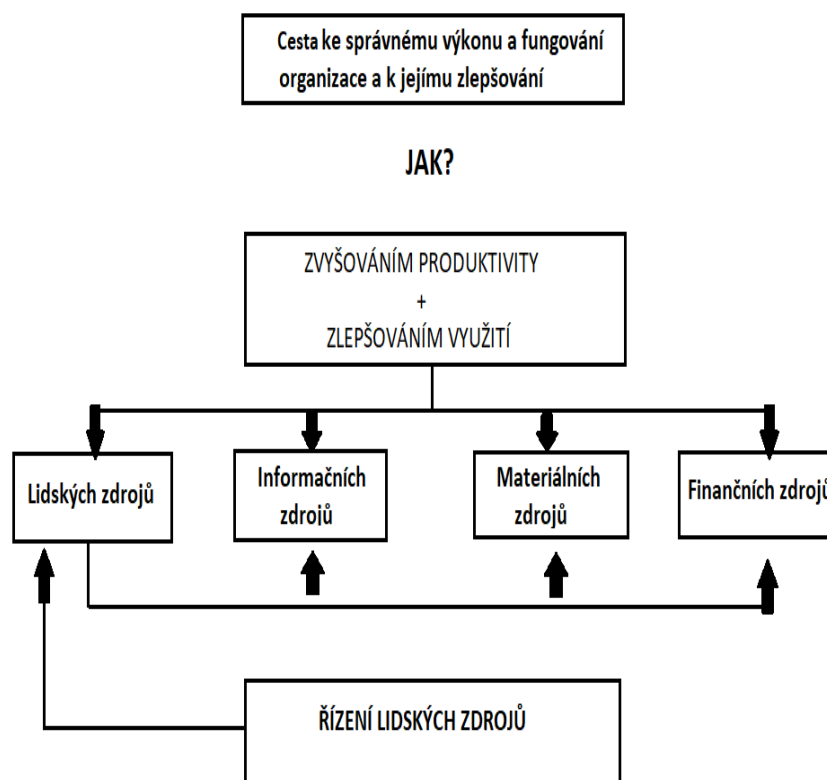 Cesta ke správnému výkonu a fungování
organizace a k jejímu zlepšování
JAK?
ZVYŠOVÁNÍM PRODUKTIVITY
+
ZLEPŠOVÁNÍM VYUŽITÍ
Lidských zdrojů
Informačních
zdrojů
Materiálních
zdrojů
Finančních zdrojů
ŘÍZENÍ LIDSKÝCH ZDROJŮ